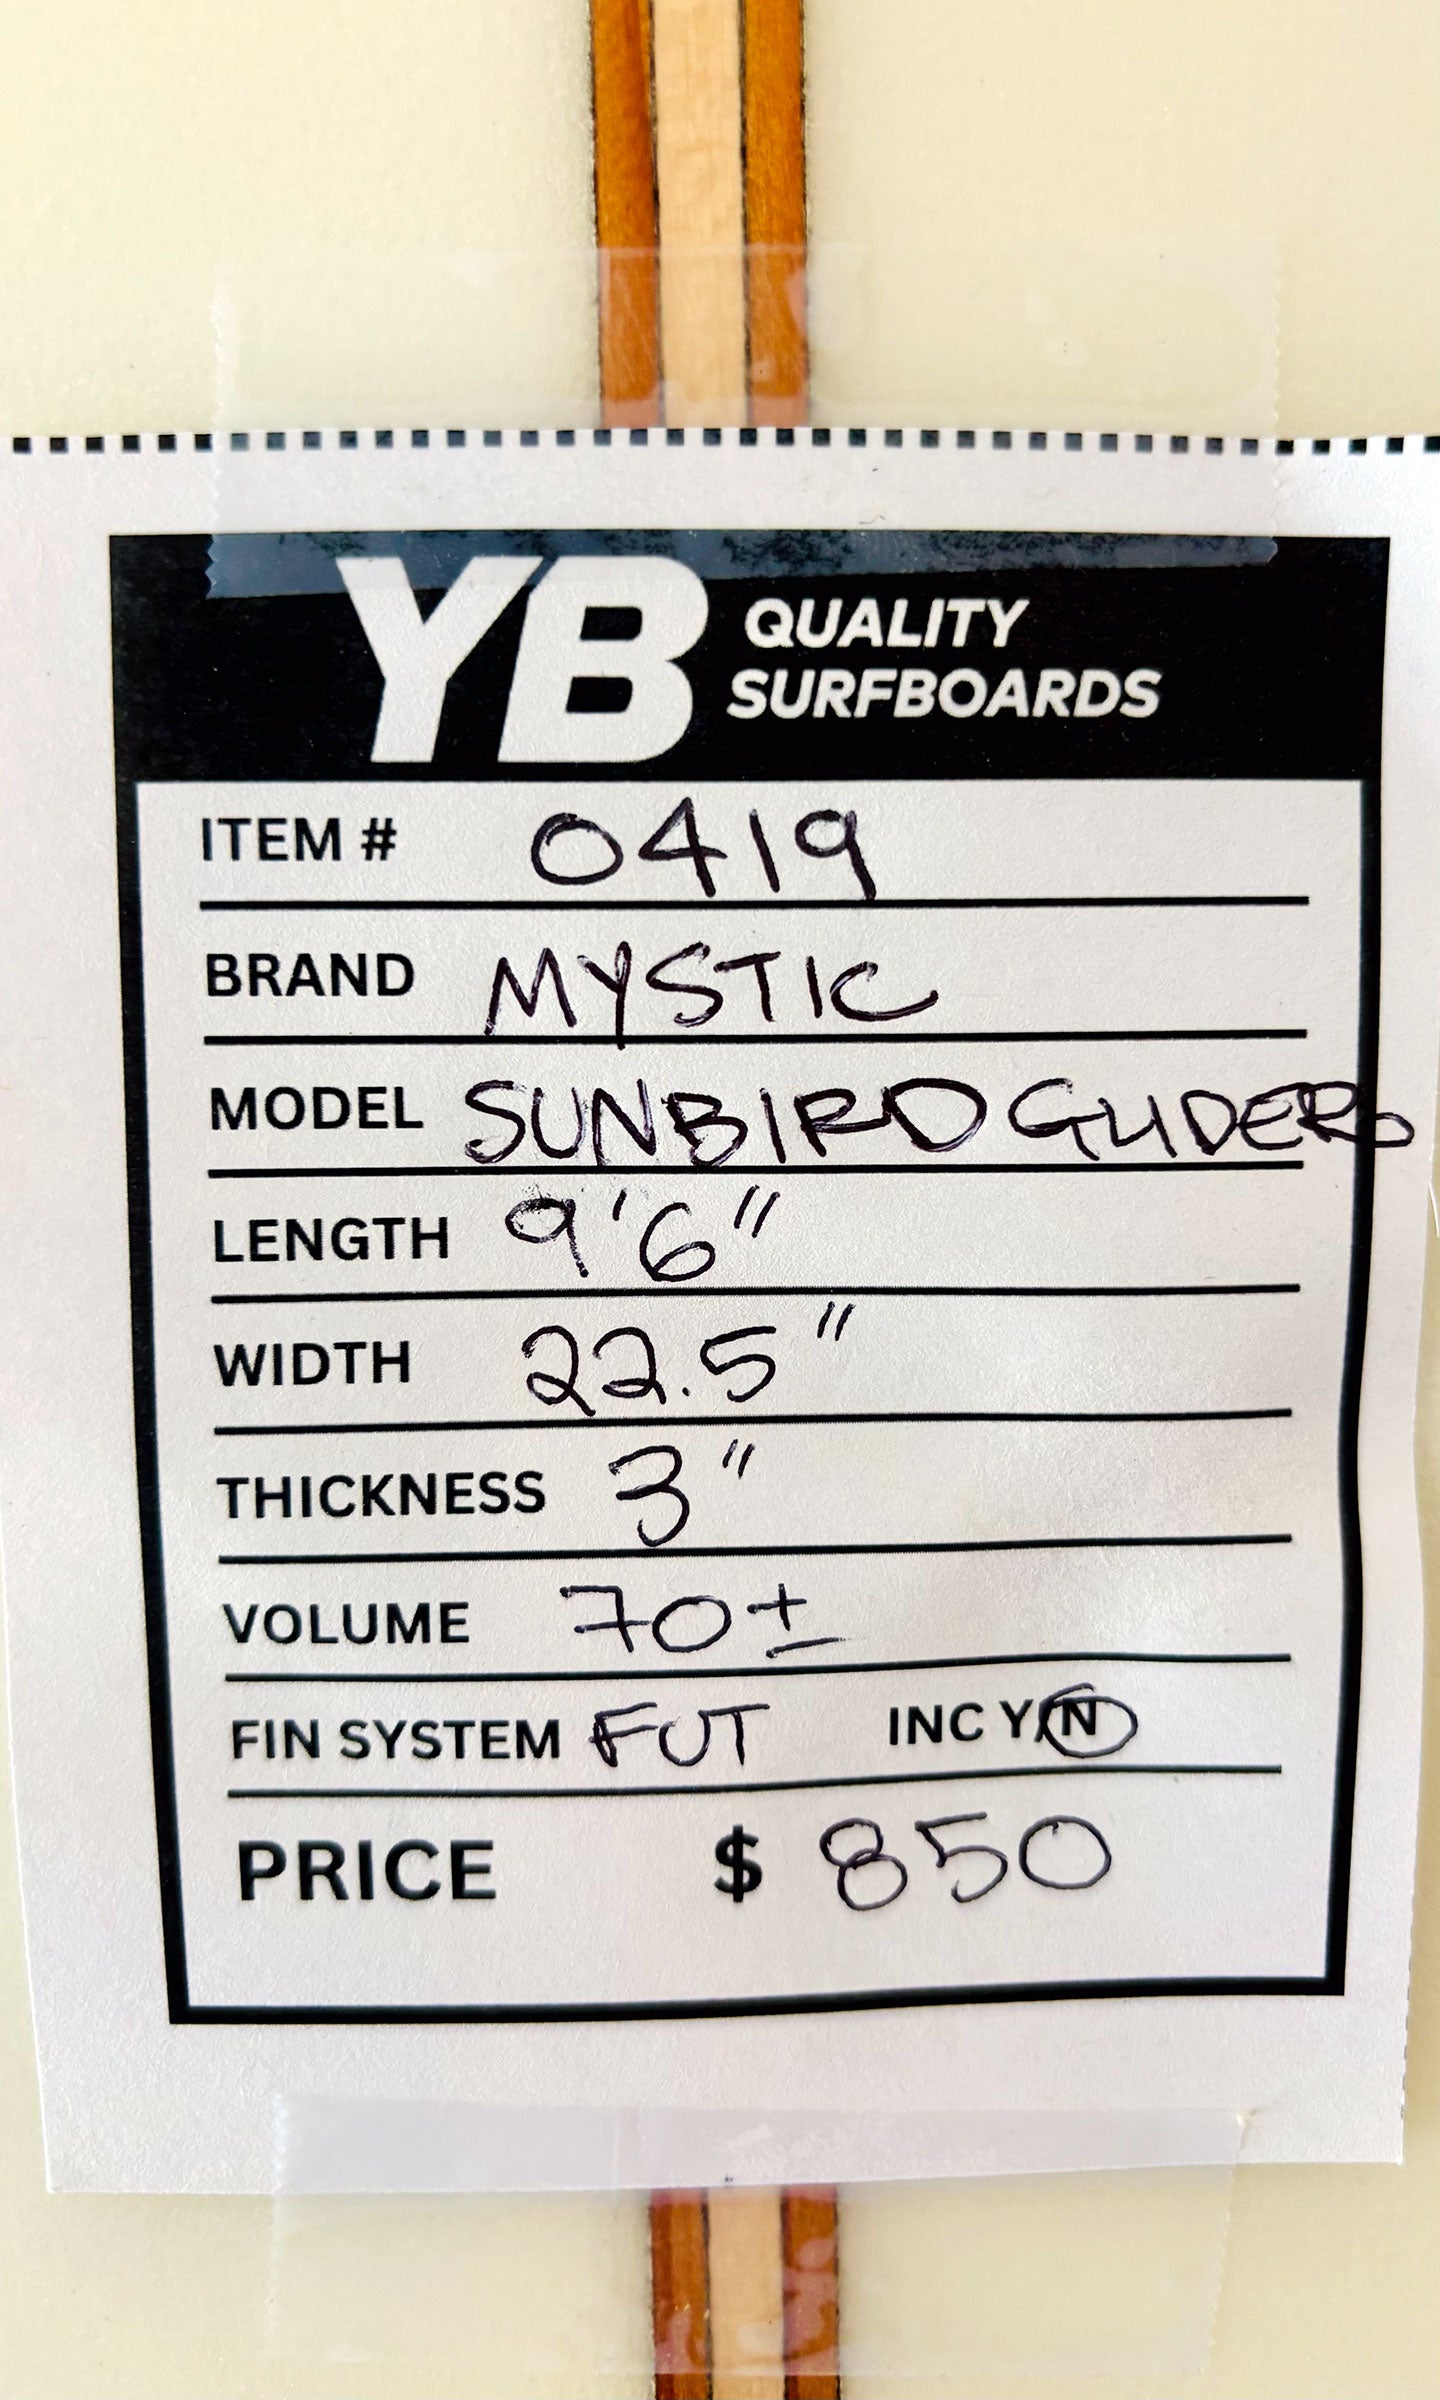 YB QUALITY
SURFBOARDS
ITEM # 0419
BRAND MYSTIC
MODEL SUNBIRD GLIDERS
LENGTH 9'6"
WIDTH 22.5"
THICKNESS 3"
VOLUME 70±
FIN SYSTEM FUT INC Y/N
PRICE $ 850